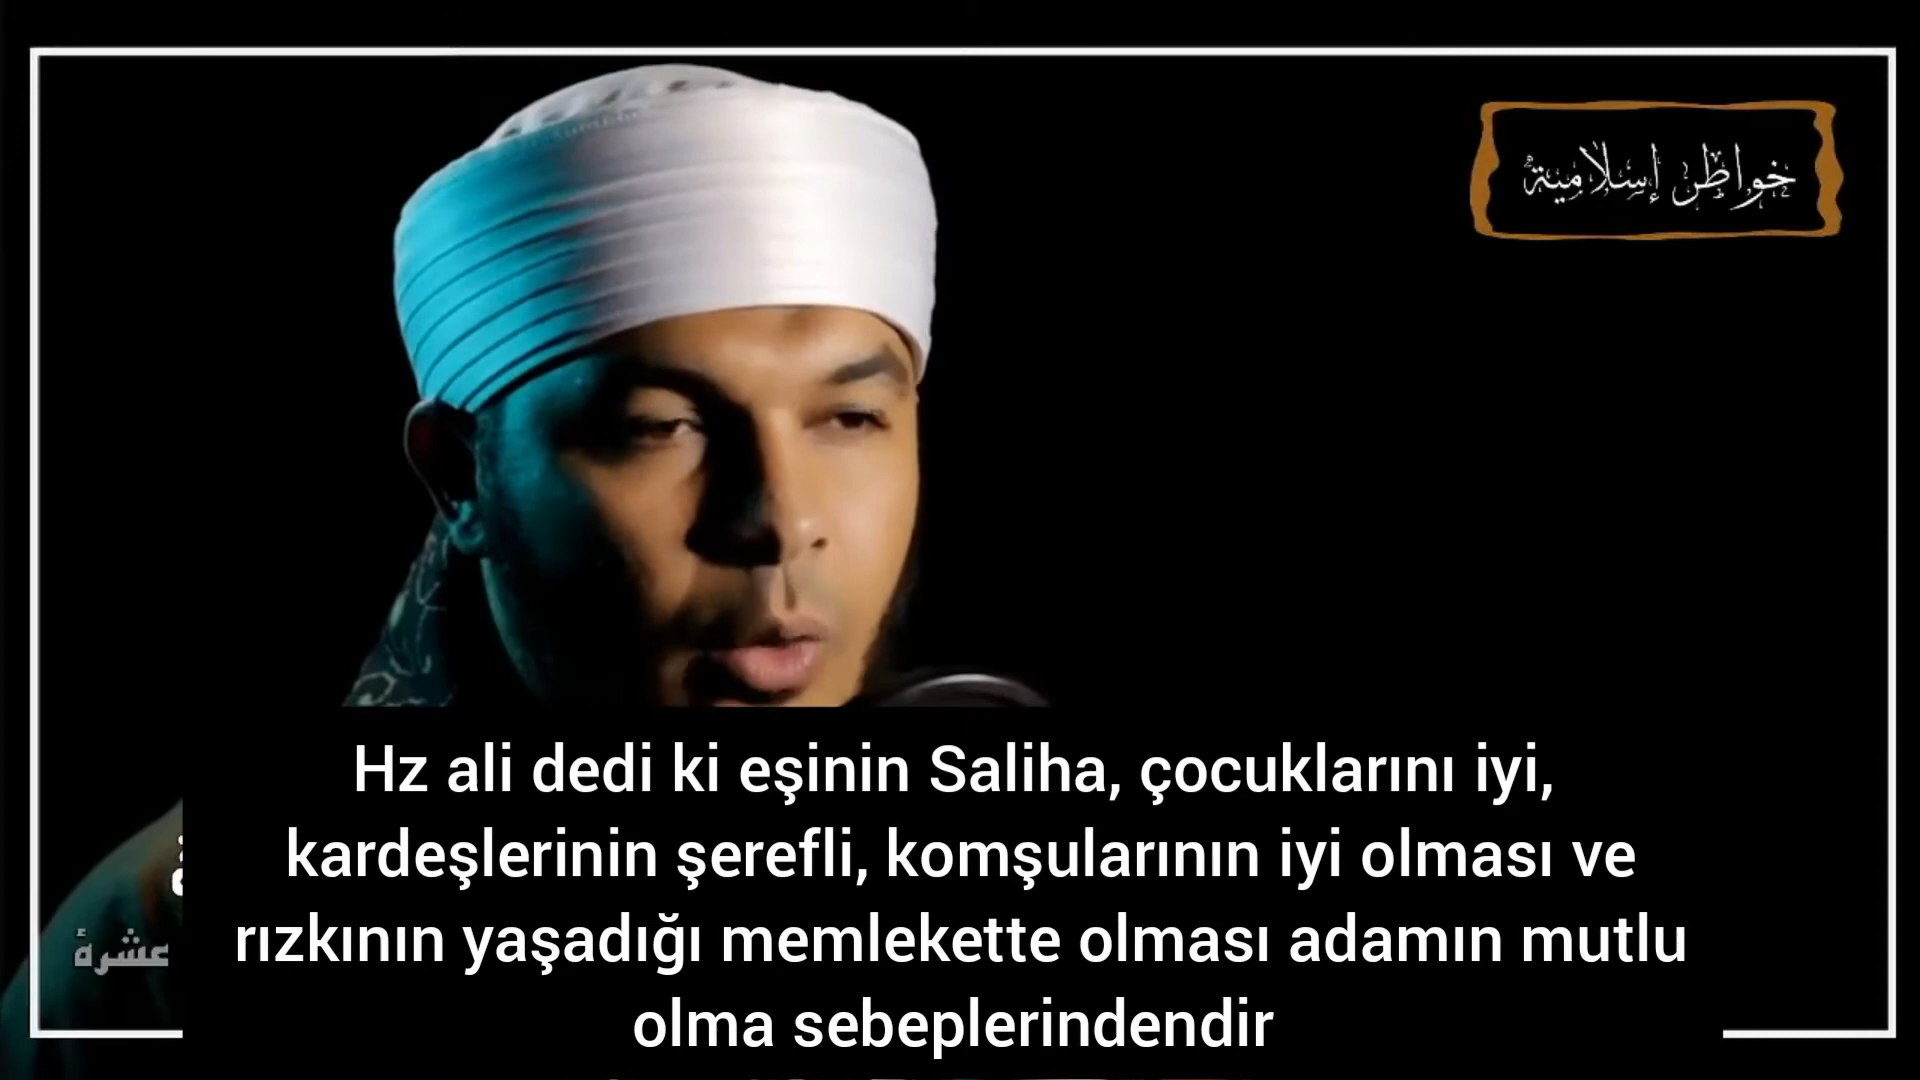 خواطر إسلامية
Hz ali dedi ki eşinin Saliha, çocuklarını iyi,
kardeşlerinin şerefli, komşularının iyi olması ve
rızkının yaşadığı memlekette olması adamın mutlu
عشرة
olma sebeplerindendir